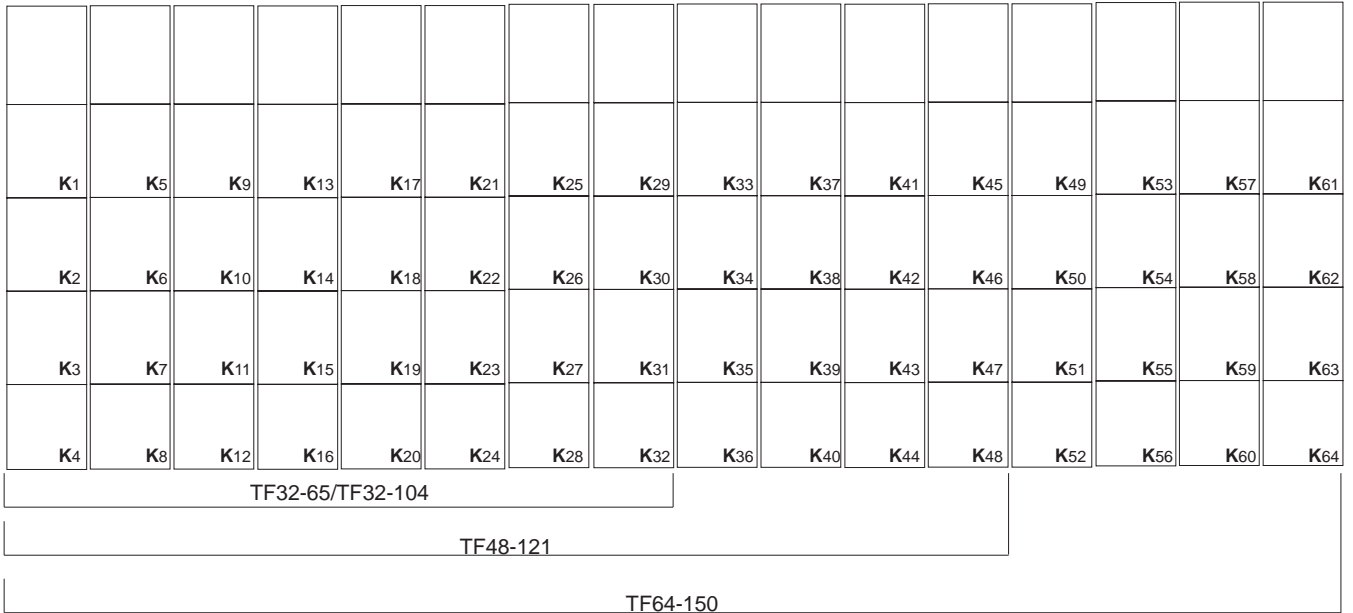 K1 K5 K9 K13 K17 K21 K25 K29 K33 K37 K41 K45 K49 K53 K57 K61
K2 K6 K10 K14 K18 K22 K26 K30 K34 K38 K42 K46 K50 K54 K58 K62
K3 K7 K11 K15 K19 K23 K27 K31 K35 K39 K43 K47 K51 K55 K59 K63
K4 K8 K12 K16 K20 K24 K28 K32 K36 K40 K44 K48 K52 K56 K60 K64
TF32-65/TF32-104
TF48-121
TF64-150